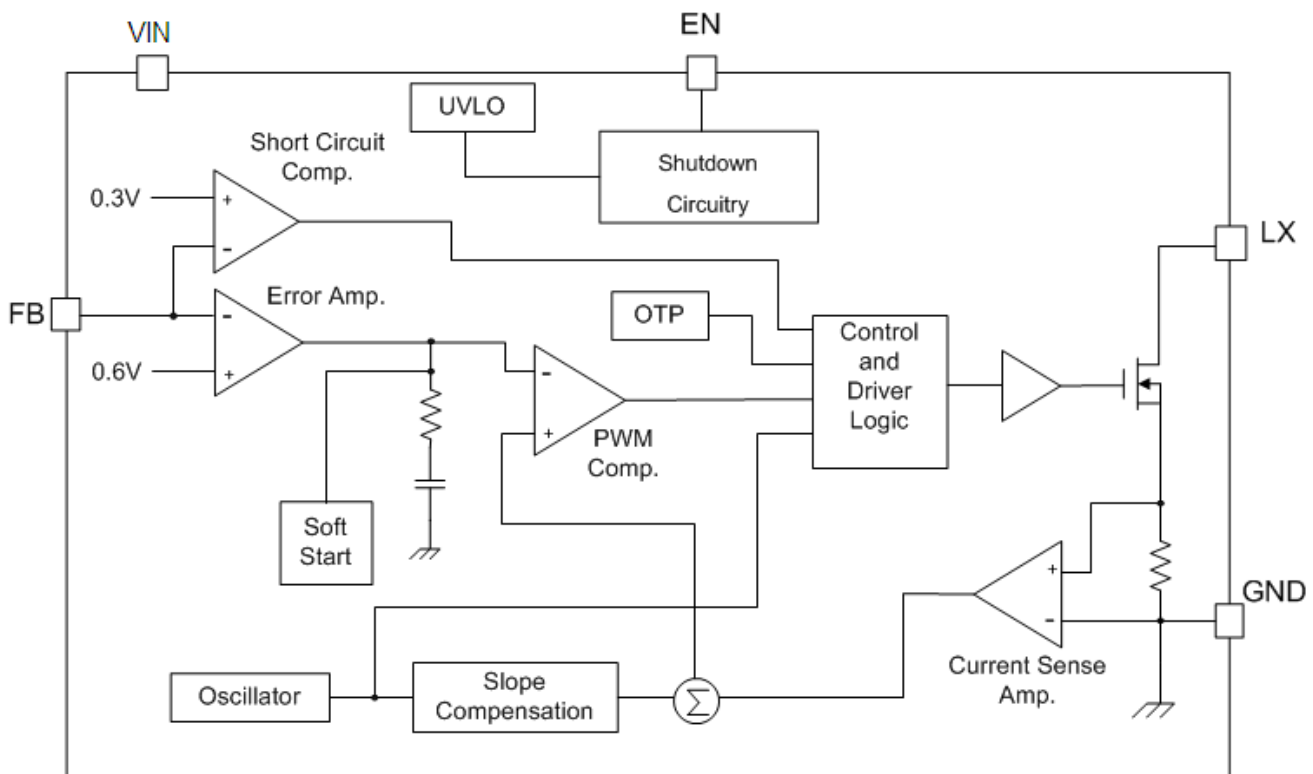 VIN
EN
UVLO
Short Circuit
Comp.
Shutdown
Circuitry
0.3V
+
-
LX
Error Amp.
FB
-
OTP
Control
and
Driver
Logic
0.6V
+
-
+
PWM
Comp.
Soft
Start
+
-
GND
Current Sense
Amp.
Oscillator
Slope
Compensation
Σ